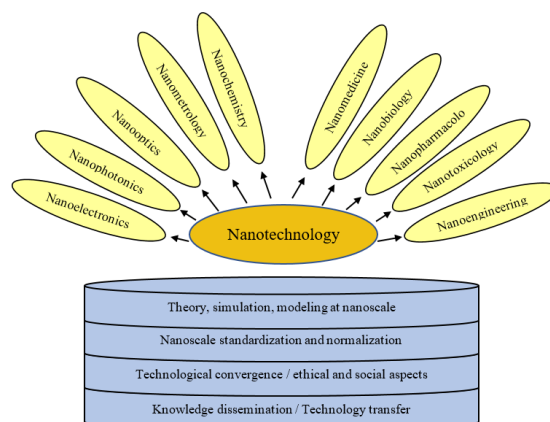 Nanoelectronics
Nanophotonics
Nanooptics
Nanometrology
Nanochemistry
Nanomedicine
Nanobiology
Nanopharmacolo
Nanotoxicology
Nanoengineering
Nanotechnology
Theory, simulation, modeling at nanoscale
Nanoscale standardization and normalization
Technological convergence / ethical and social aspects
Knowledge dissemination / Technology transfer